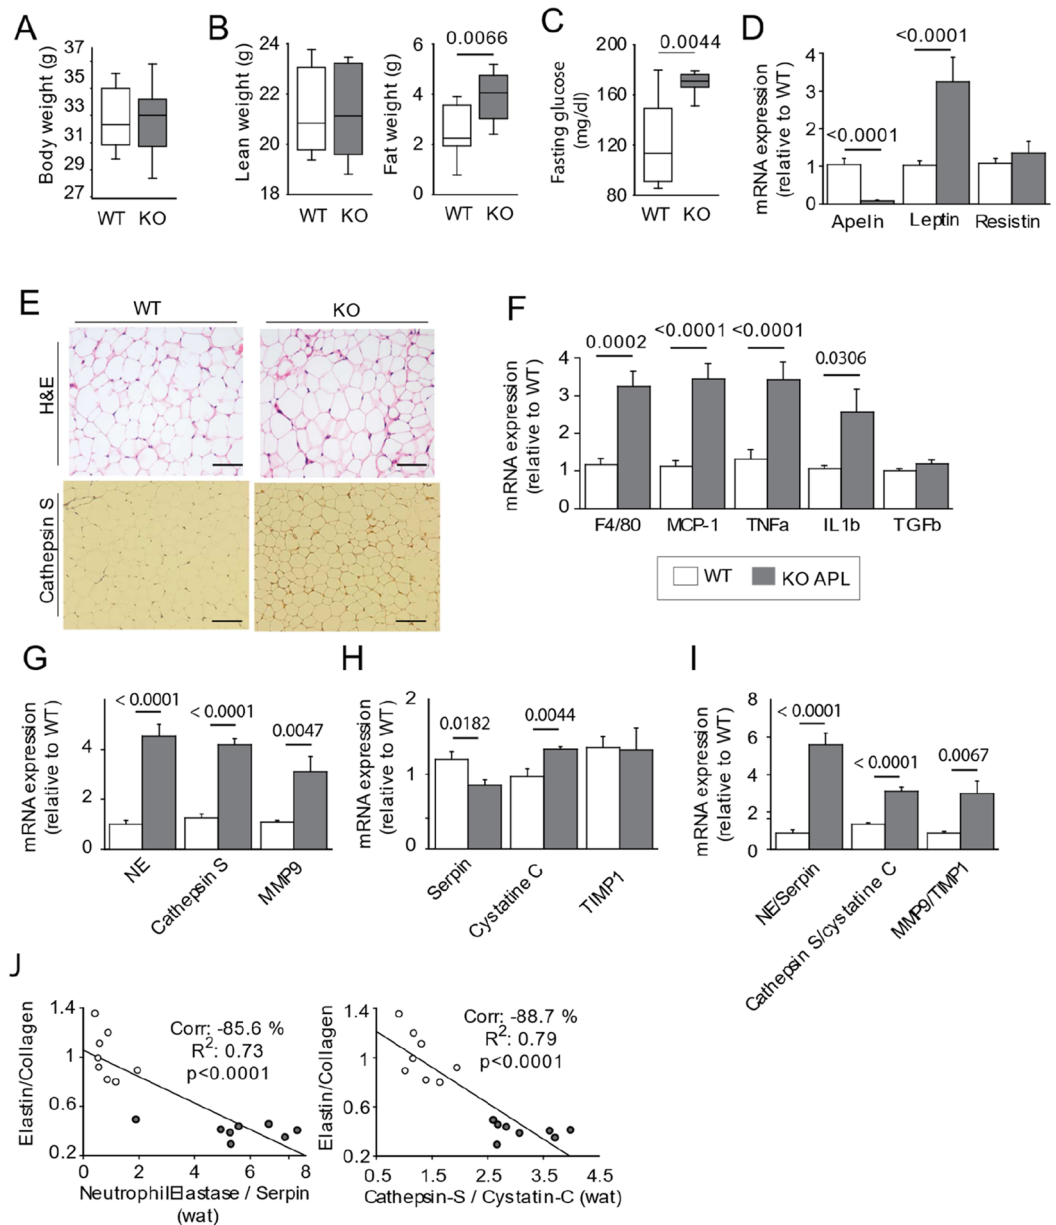 A
B
C
D
Body weight (g)
37
35
33
31
29
27
WT KO
Lean weight (g)
24
22
20
18
WT KO
Fat weight (g)
6
4
2
0
0.0066
WT KO
Fasting glucose
(mg/dl)
200
160
120
80
0.0044
WT KO
mRNA expression
(relative to WT)
4
3
2
1
0
<0.0001
<0.0001
Apelin Leptin Resistin
E
WT KO
H&E
Cathepsin S
F
mRNA expression
(relative to WT)
4
3
2
1
0
0.0002 <0.0001 <0.0001 0.0306
F4/80 MCP-1 TNFa IL1b TGFb
WT KO APL
G
mRNA expression
(relative to WT)
4
2
0
< 0.0001 < 0.0001 0.0047
NE
Cathepsin S
MMP9
H
mRNA expression
(relative to WT)
2
1
0
0.0182 0.0044
Serpin
Cystatine C
TIMP1
I
mRNA expression
(relative to WT)
8
6
4
2
0
< 0.0001
< 0.0001
0.0067
NE/Serpin
Cathepsin S/cystatine C
MMP9/TIMP1
J
Elastin/Collagen
1.4
1
0.6
0.2
Corr: -85.6 %
R2: 0.73
p<0.0001
0 2 4 6 8
NeutrophilElastase / Serpin
(wat)
Elastin/Collagen
1.4
1
0.6
0.2
Corr: -88.7 %
R2: 0.79
p<0.0001
0.5 1.5 2.5 3.5 4.5
Cathepsin-S / Cystatin-C (wat)